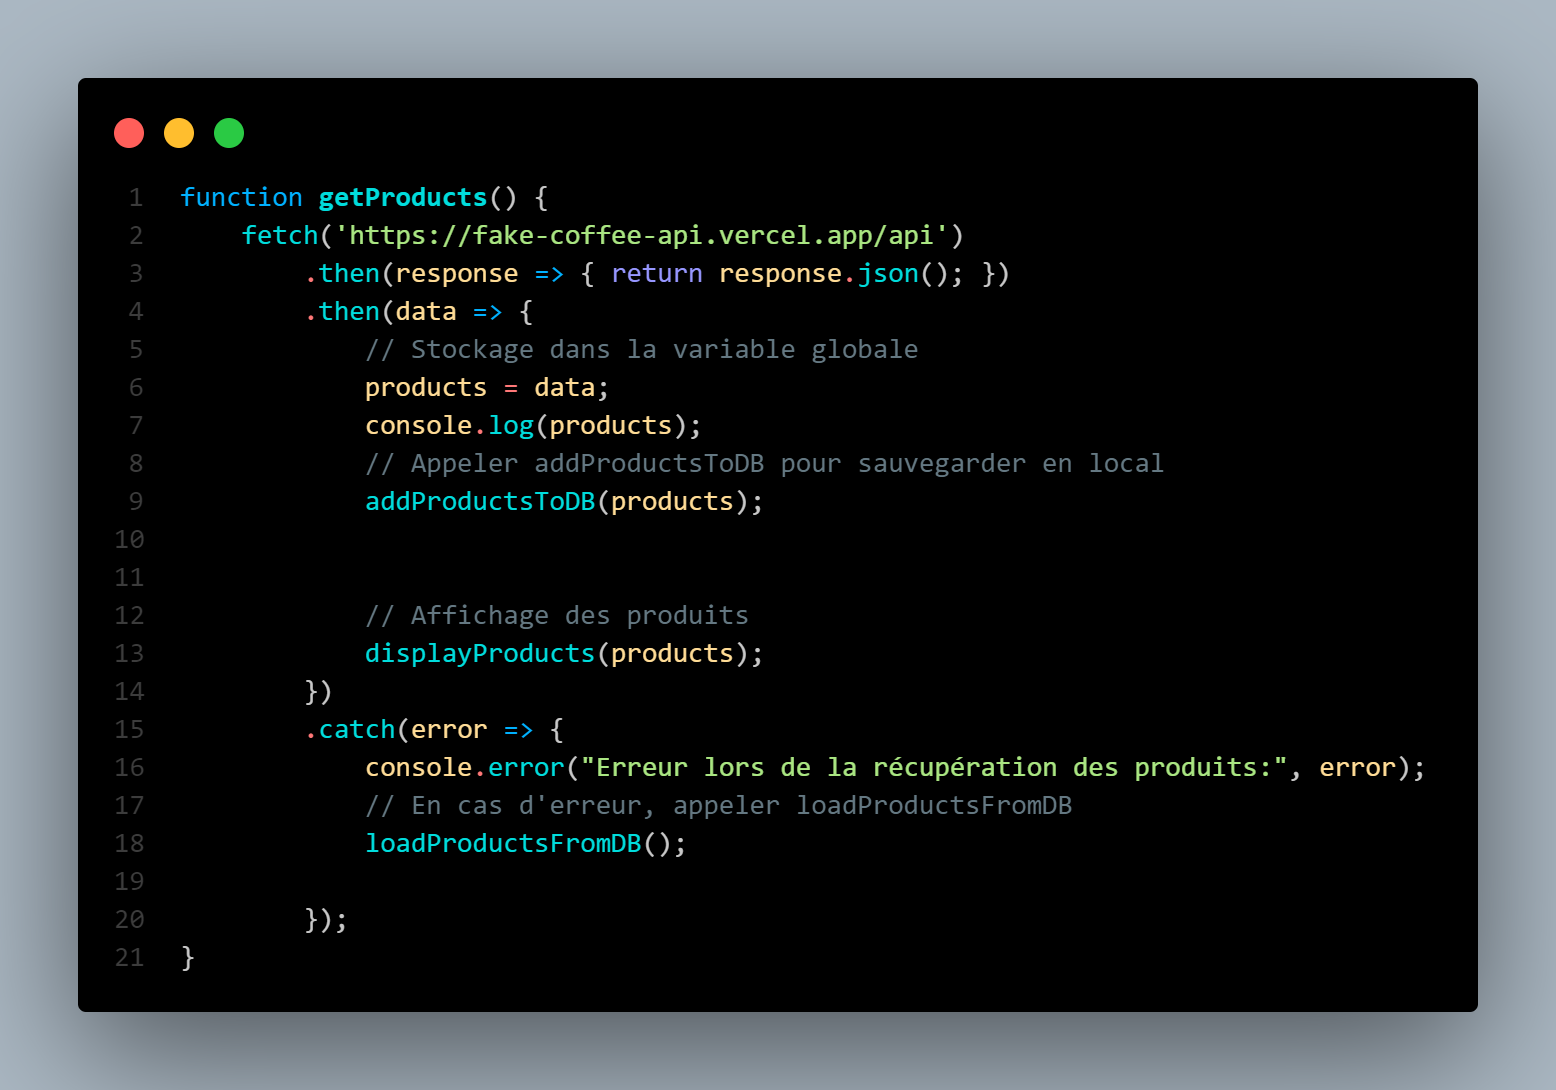 1 function getProducts() {
2 fetch('https://fake-coffee-api.vercel.app/api')
3 .then(response => { return response.json(); })
4 .then(data => {
5 // Stockage dans la variable globale
6 products = data;
7 console.log(products);
8 // Appeler addProductsToDB pour sauvegarder en local
9 addProductsToDB(products);
10
11
12 // Affichage des produits
13 displayProducts(products);
14 })
15 .catch(error => {
16 console.error("Erreur lors de la récupération des produits:", error);
17 // En cas d'erreur, appeler loadProductsFromDB
18 loadProductsFromDB();
19
20 });
21 }